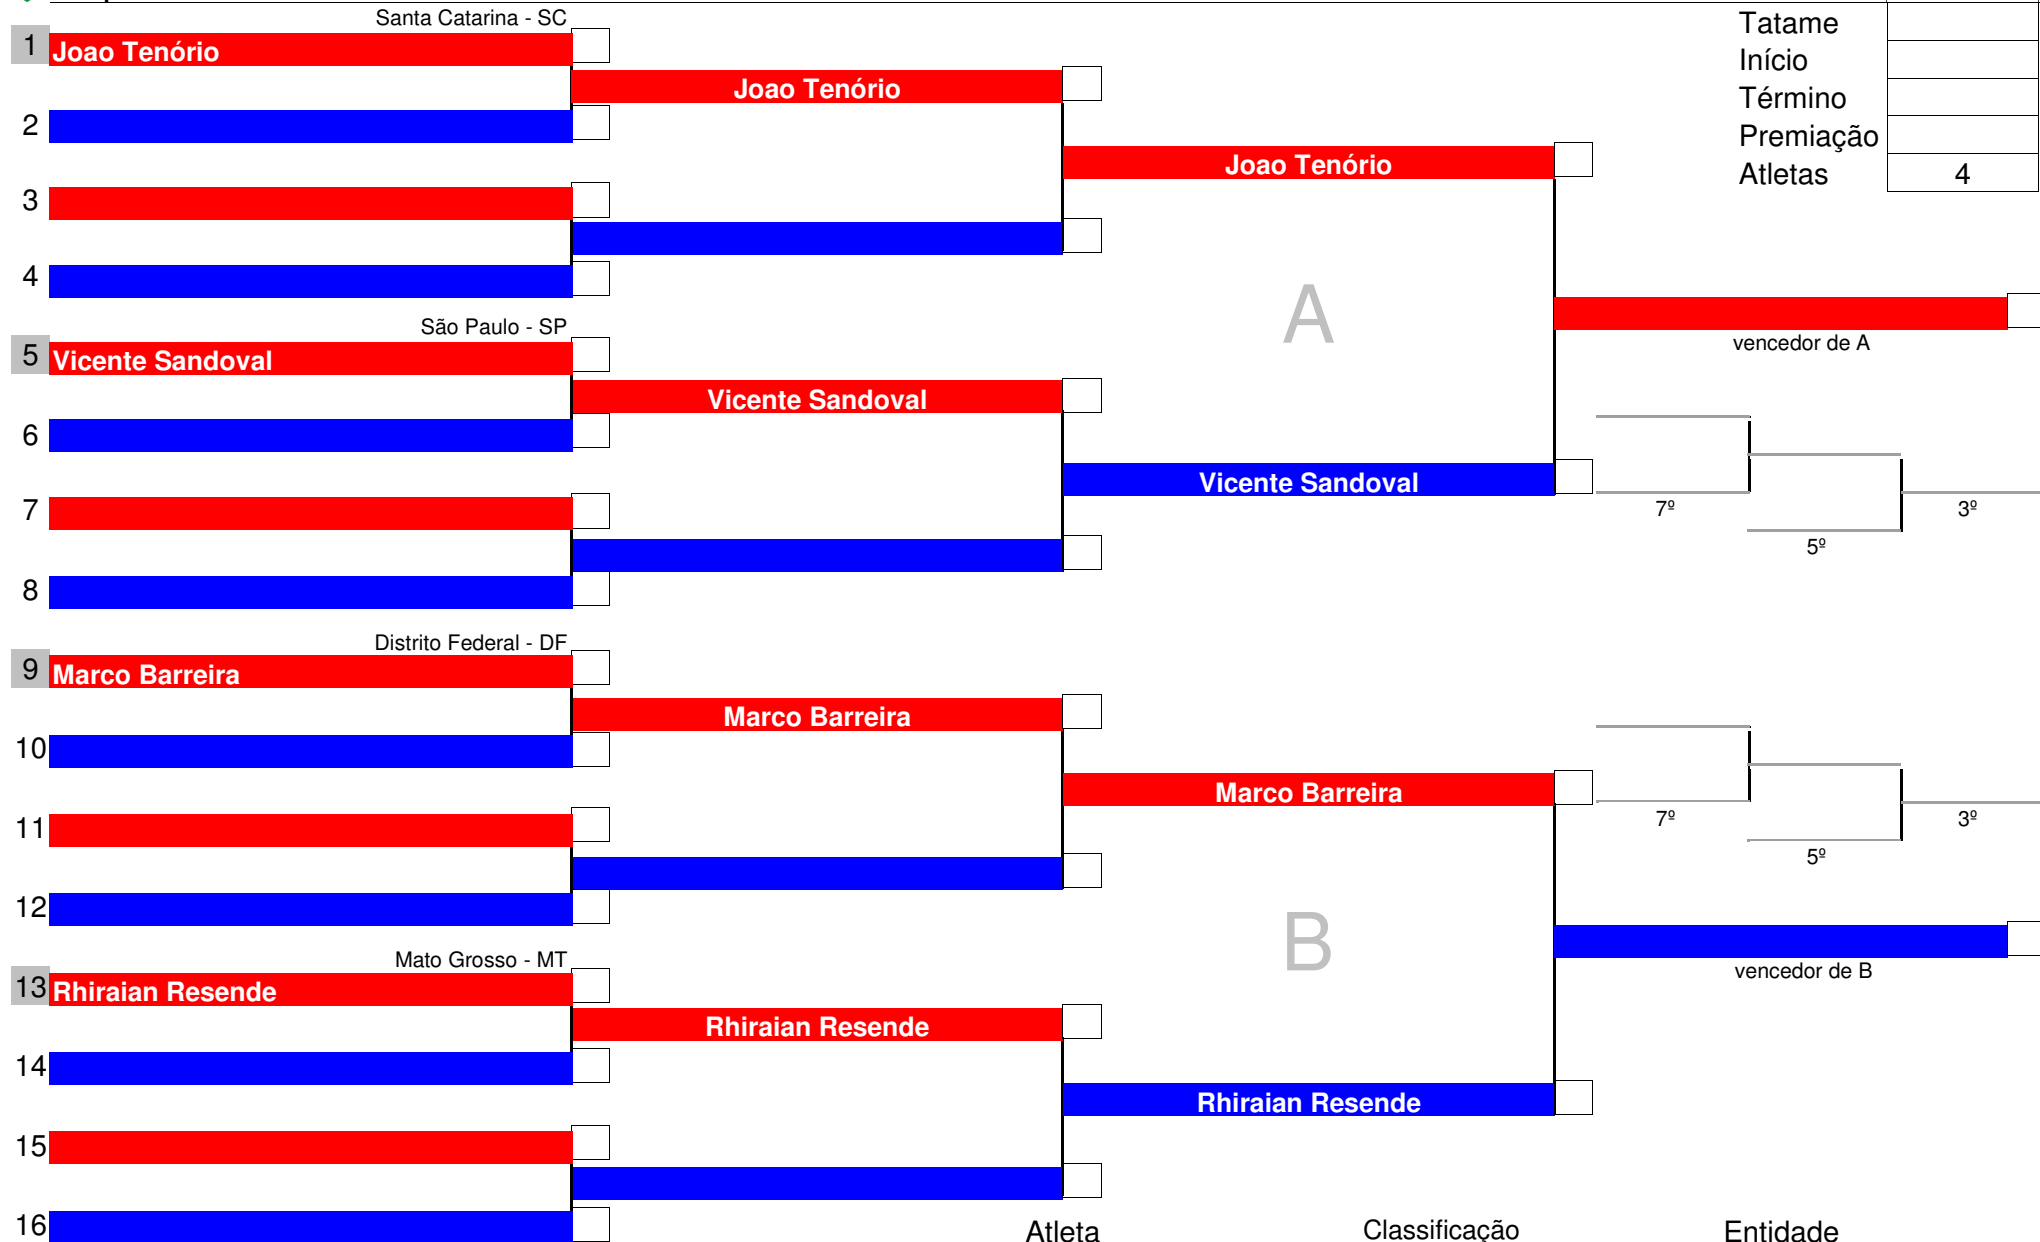 Santa Catarina - SC
1 Joao Tenório
Joao Tenório
2
Joao Tenório
3
4
Tatame
Início
Término
Premiação
Atletas 4
A
São Paulo - SP
5 Vicente Sandoval
vencedor de A
Vicente Sandoval
6
Vicente Sandoval
7
7º 3º
5º
8
Distrito Federal - DF
9 Marco Barreira
Marco Barreira
10
Marco Barreira
11
7º 3º
5º
12
B
Mato Grosso - MT
vencedor de B
13 Rhiraian Resende
Rhiraian Resende
14
Rhiraian Resende
15
16
Atleta Classificação Entidade